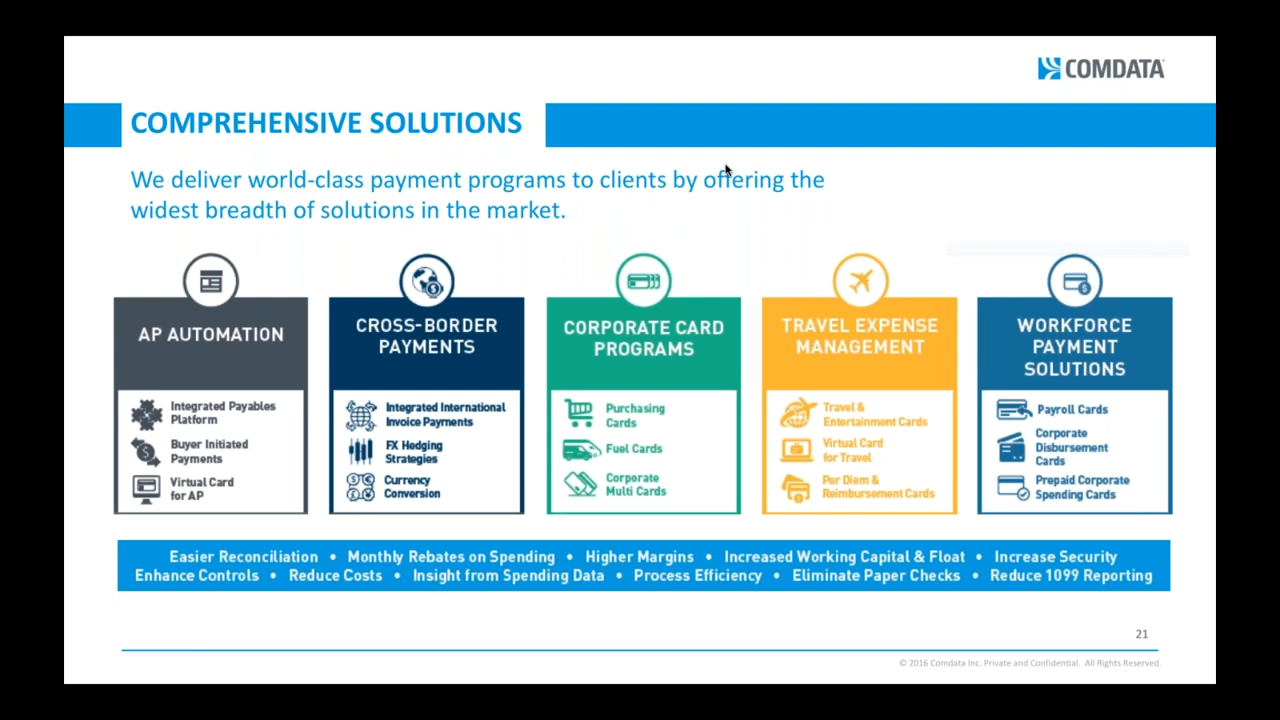 COMDATA
COMPREHENSIVE SOLUTIONS
We deliver world-class payment programs to clients by offering the
widest breadth of solutions in the market.
AP AUTOMATION
Integrated Payables
Platform
Buyer Initiated
Payments
Virtual Card
for AP
CROSS-BORDER
PAYMENTS
Integrated International
Invoice Payments
FX Hedging
Strategies
Currency
Conversion
CORPORATE CARD
PROGRAMS
Purchasing
Cards
Fuel Cards
Corporate
Multi Cards
TRAVEL EXPENSE
MANAGEMENT
Travel &
Entertainment Cards
Virtual Card
for Travel
Per Diem &
Reimbursement Cards
WORKFORCE
PAYMENT
SOLUTIONS
Payroll Cards
Corporate
Disbursement
Cards
Prepaid Corporate
Spending Cards
Easier Reconciliation • Monthly Rebates on Spending • Higher Margins • Increased Working Capital & Float • Increase Security
Enhance Controls • Reduce Costs • Insight from Spending Data • Process Efficiency • Eliminate Paper Checks • Reduce 1099 Reporting
21
© 2016 Comdata Inc. Private and Confidential. All Rights Reserved.